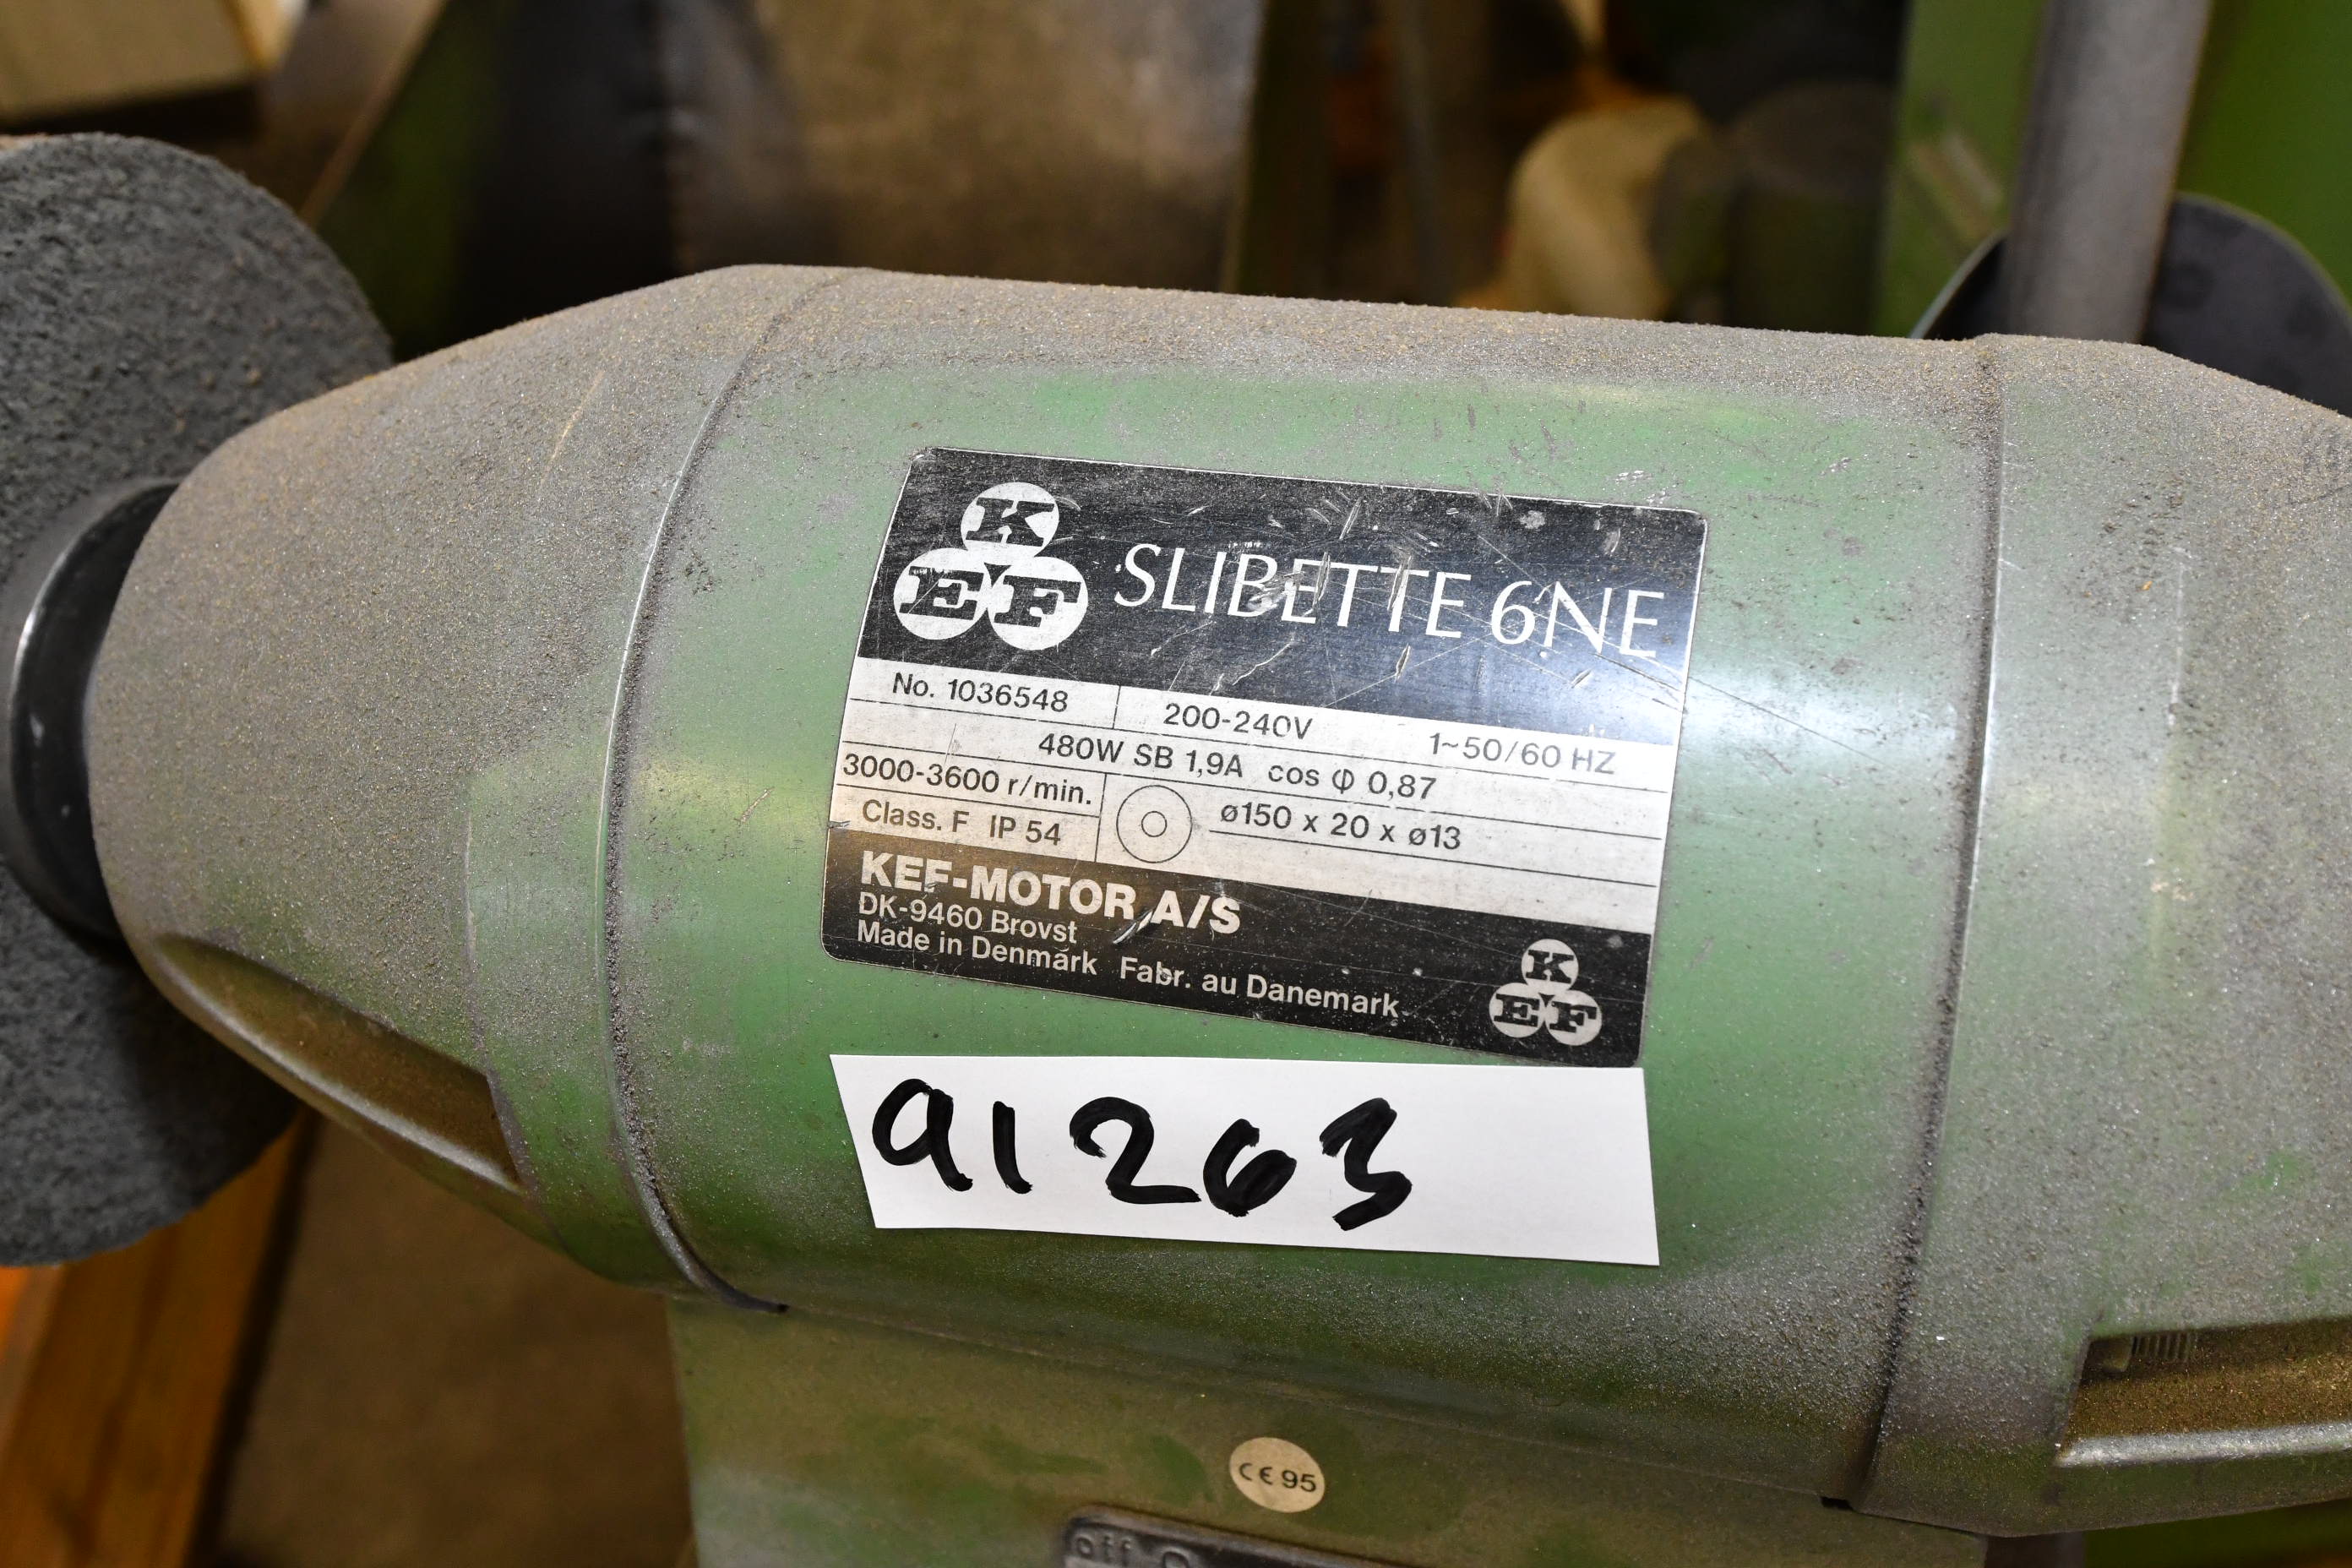 K
EF
SLIBETTE 6NE
No. 1036548 200-240V 1~50/60 HZ
480W SB 1,9A cos Φ 0,87
3000-3600 r/min.
ø150 x 20 x ø13
Class. F IP 54
KEF-MOTOR A/S
DK-9460 Brovst
Made in Denmark Fabr. au Danemark
K
EF
91263
CE 95
off O